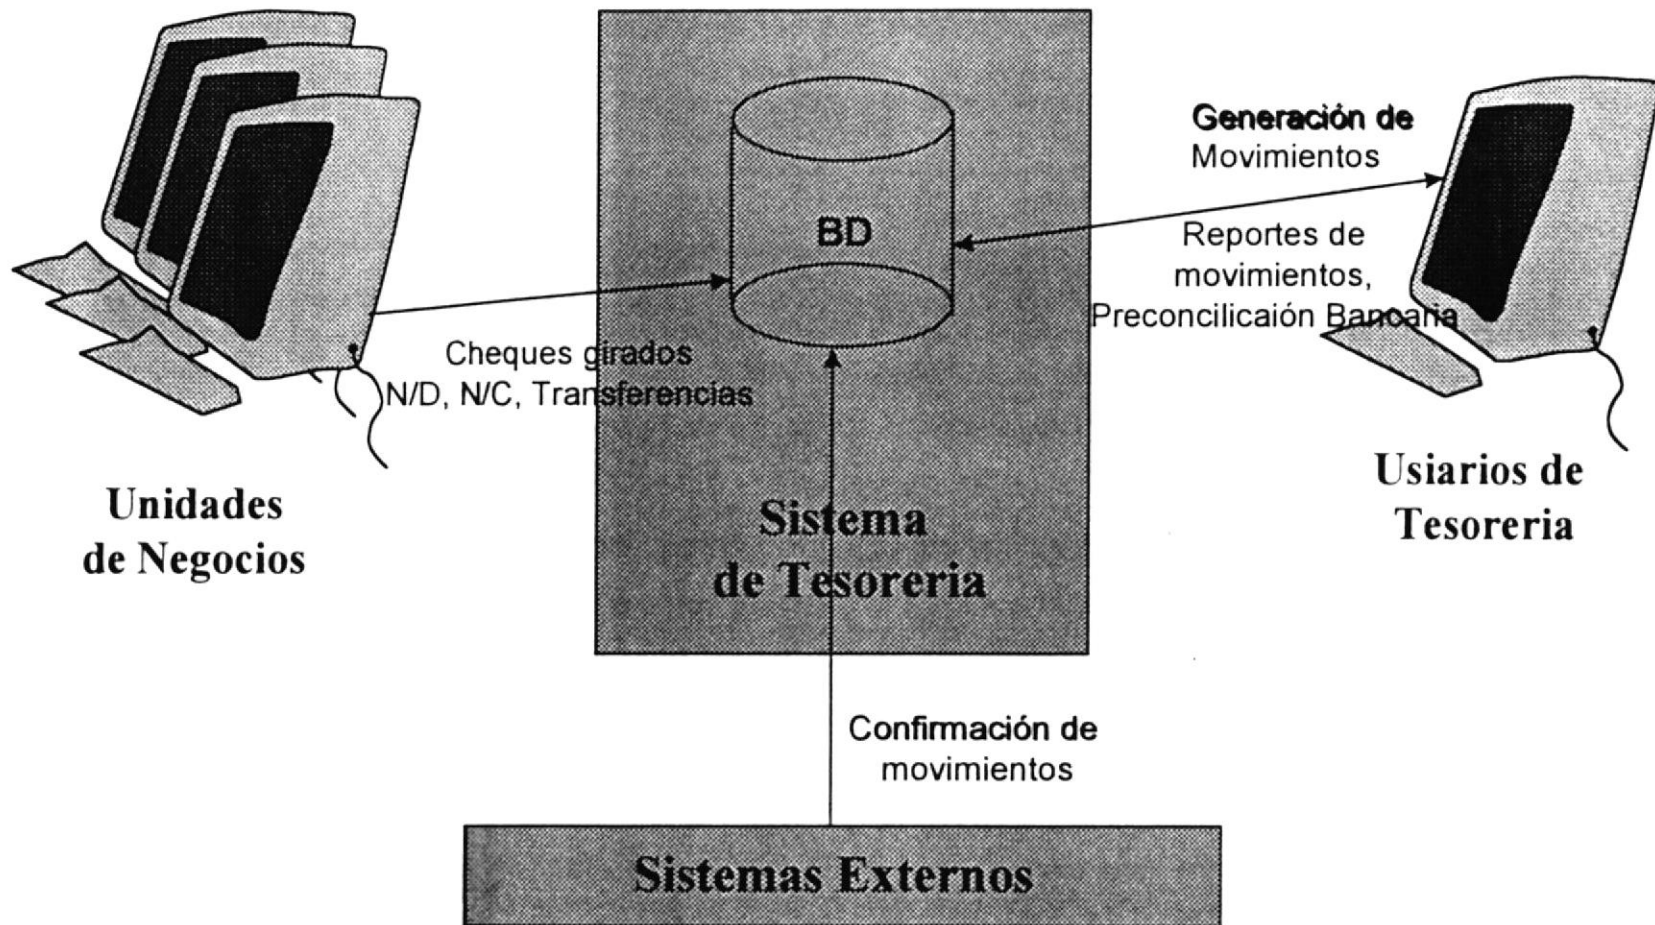 Generación de
Movimientos
BD
Reportes de
movimientos,
Preconcilicaión Bancaria
Cheques girados
N/D, N/C, Transferencias
Unidades
de Negocios
Sistema
de Tesoreria
Usiarios de
Tesoreria
Confirmación de
movimientos
Sistemas Externos